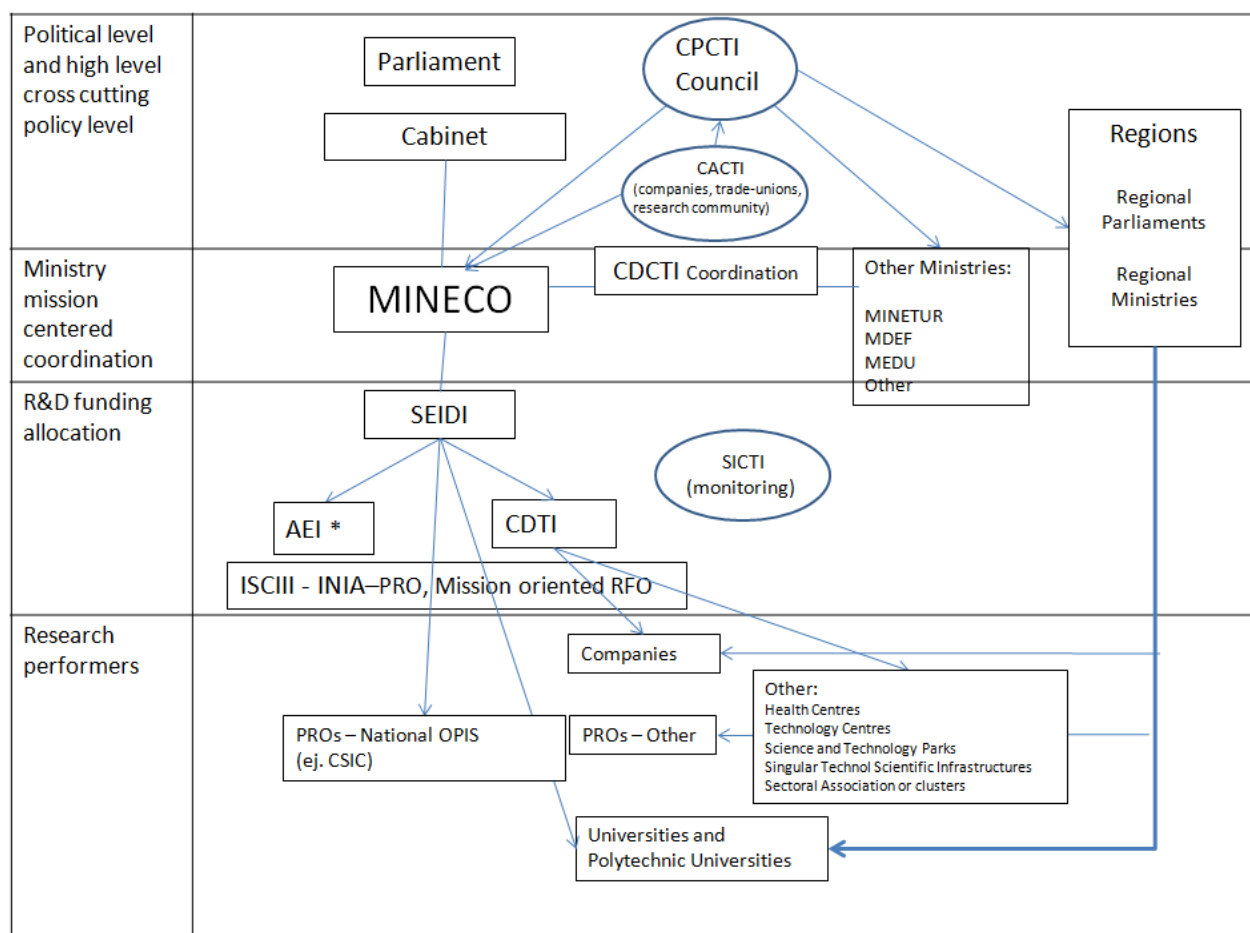 Political level
and high level
cross cutting
policy level
Parliament
Cabinet
CPCTI
Council
CACTI
(companies, trade-unions,
research community)
Regions
Regional
Parliaments
Regional
Ministries
Ministry
mission
centered
coordination
MINECO
CDCTI Coordination
Other Ministries:
MINETUR
MDEF
MEDU
Other
R&D funding
allocation
SEIDI
SICTI
(monitoring)
AEI *
CDTI
ISCIII - INIA–PRO, Mission oriented RFO
Research
performers
Companies
Other:
Health Centres
Technology Centres
Science and Technology Parks
Singular Technol Scientific Infrastructures
Sectoral Association or clusters
PROs – National OPIS
(ej. CSIC)
PROs – Other
Universities and
Polytechnic Universities